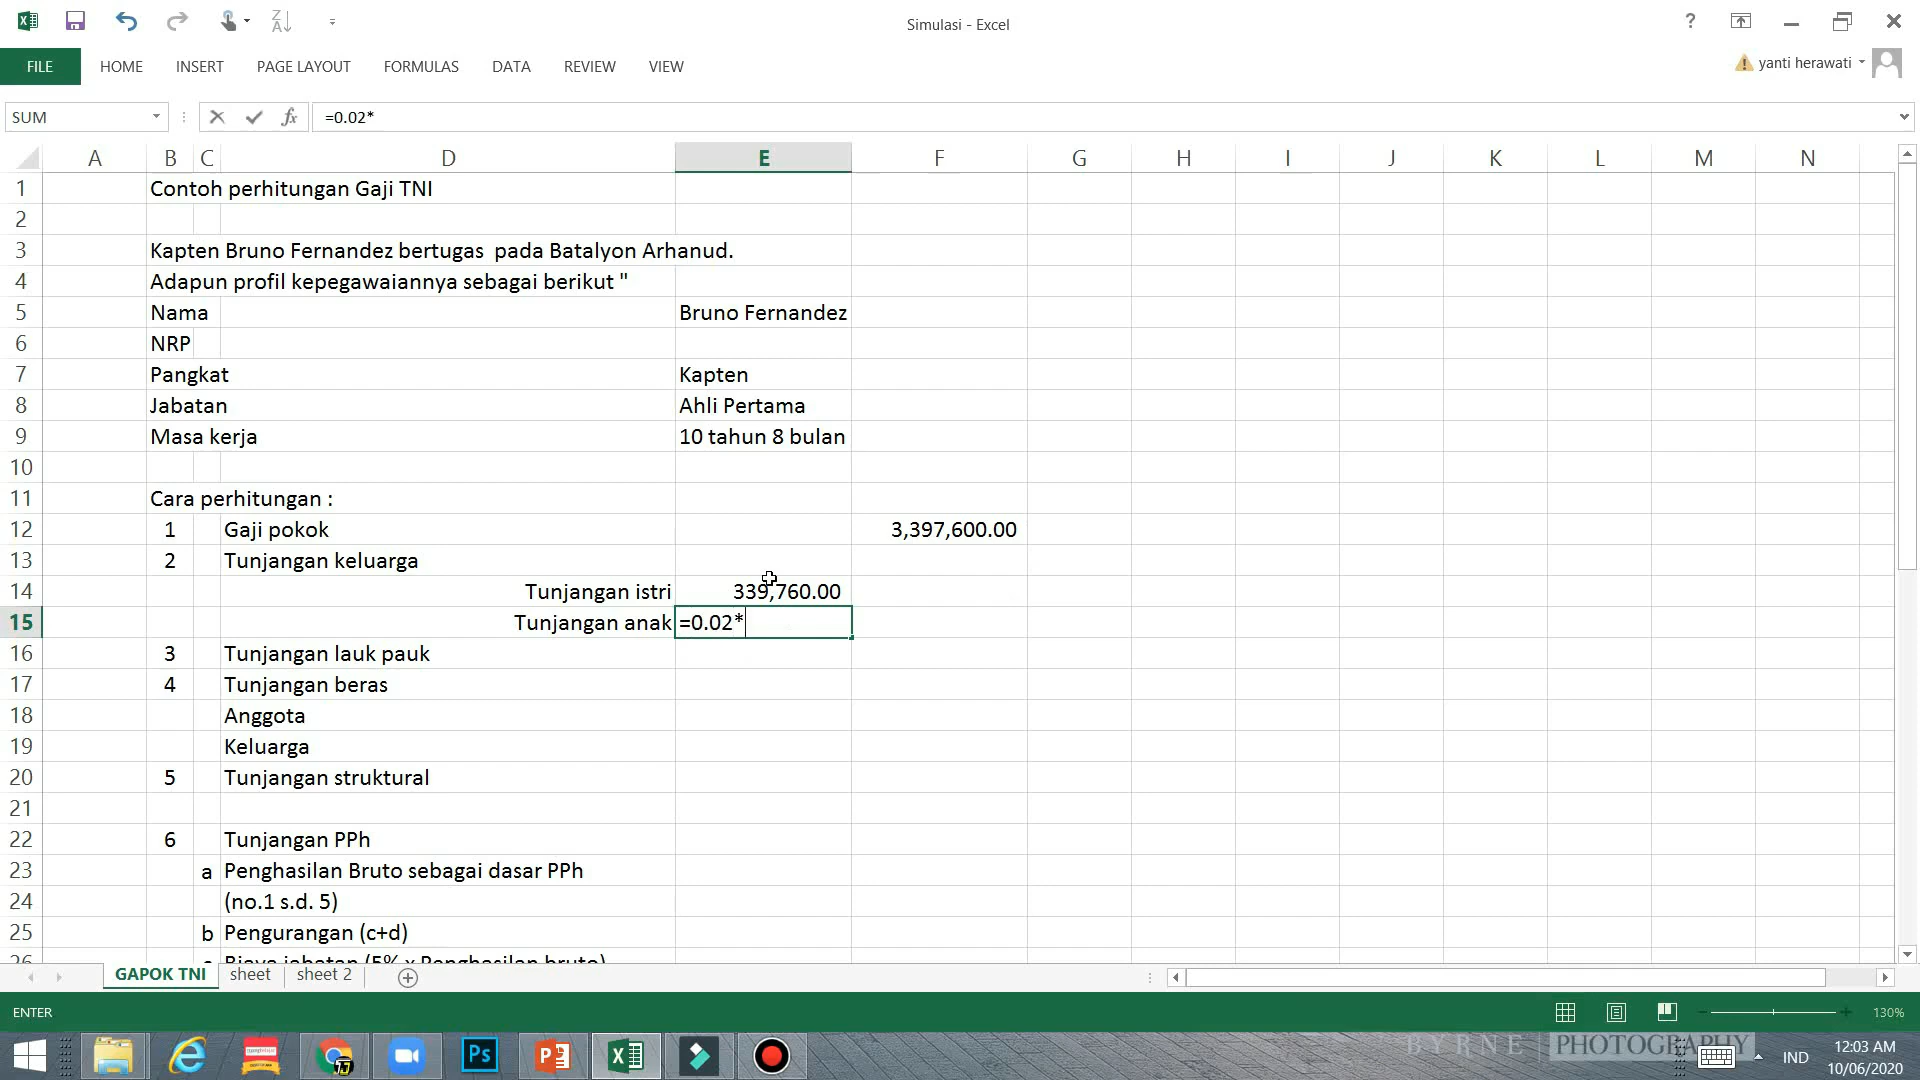 Simulasi - Excel
FILE HOME INSERT PAGE LAYOUT FORMULAS DATA REVIEW VIEW
yanti herawati
SUM =0.02*
A B C D E F G H I J K L M N
1 Contoh perhitungan Gaji TNI
2
3 Kapten Bruno Fernandez bertugas pada Batalyon Arhanud.
4 Adapun profil kepegawaiannya sebagai berikut "
5 Nama Bruno Fernandez
6 NRP
7 Pangkat Kapten
8 Jabatan Ahli Pertama
9 Masa kerja 10 tahun 8 bulan
10
11 Cara perhitungan :
12 1 Gaji pokok 3,397,600.00
13 2 Tunjangan keluarga
14 Tunjangan istri 339,760.00
15 Tunjangan anak =0.02*
16 3 Tunjangan lauk pauk
17 4 Tunjangan beras
18 Anggota
19 Keluarga
20 5 Tunjangan struktural
21
22 6 Tunjangan PPh
23 a Penghasilan Bruto sebagai dasar PPh
24 (no.1 s.d. 5)
25 b Pengurangan (c+d)
26 c Biaya jabatan (5% x Penghasilan bruto)
GAPOK TNI sheet sheet 2
ENTER 130%
BYRNE PHOTOGRAPHY
IND
12:03 AM
10/06/2020